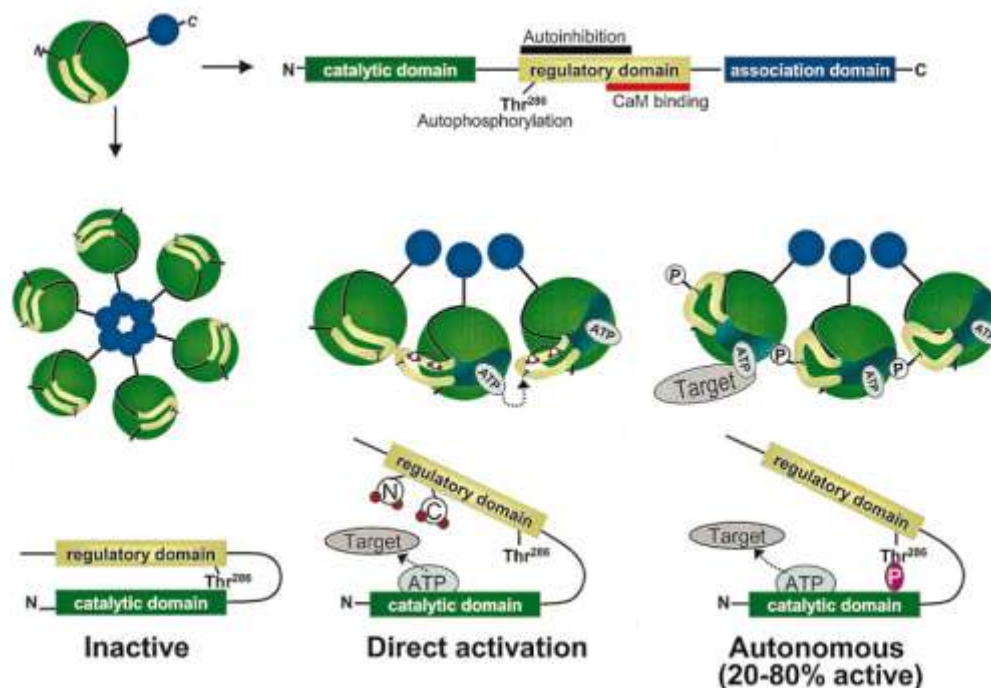 N
C
Autoinhibition
N
catalytic domain
regulatory domain
association domain
C
Thr286
CaM binding
Autophosphorylation
P
ATP
ATP
ATP
P
ATP
P
ATP
Target
regulatory domain
N
C
Target
Thr286
ATP
N
catalytic domain
regulatory domain
Target
Thr286
P
ATP
N
catalytic domain
regulatory domain
Thr286
N
catalytic domain
Inactive
Direct activation
Autonomous
(20-80% active)